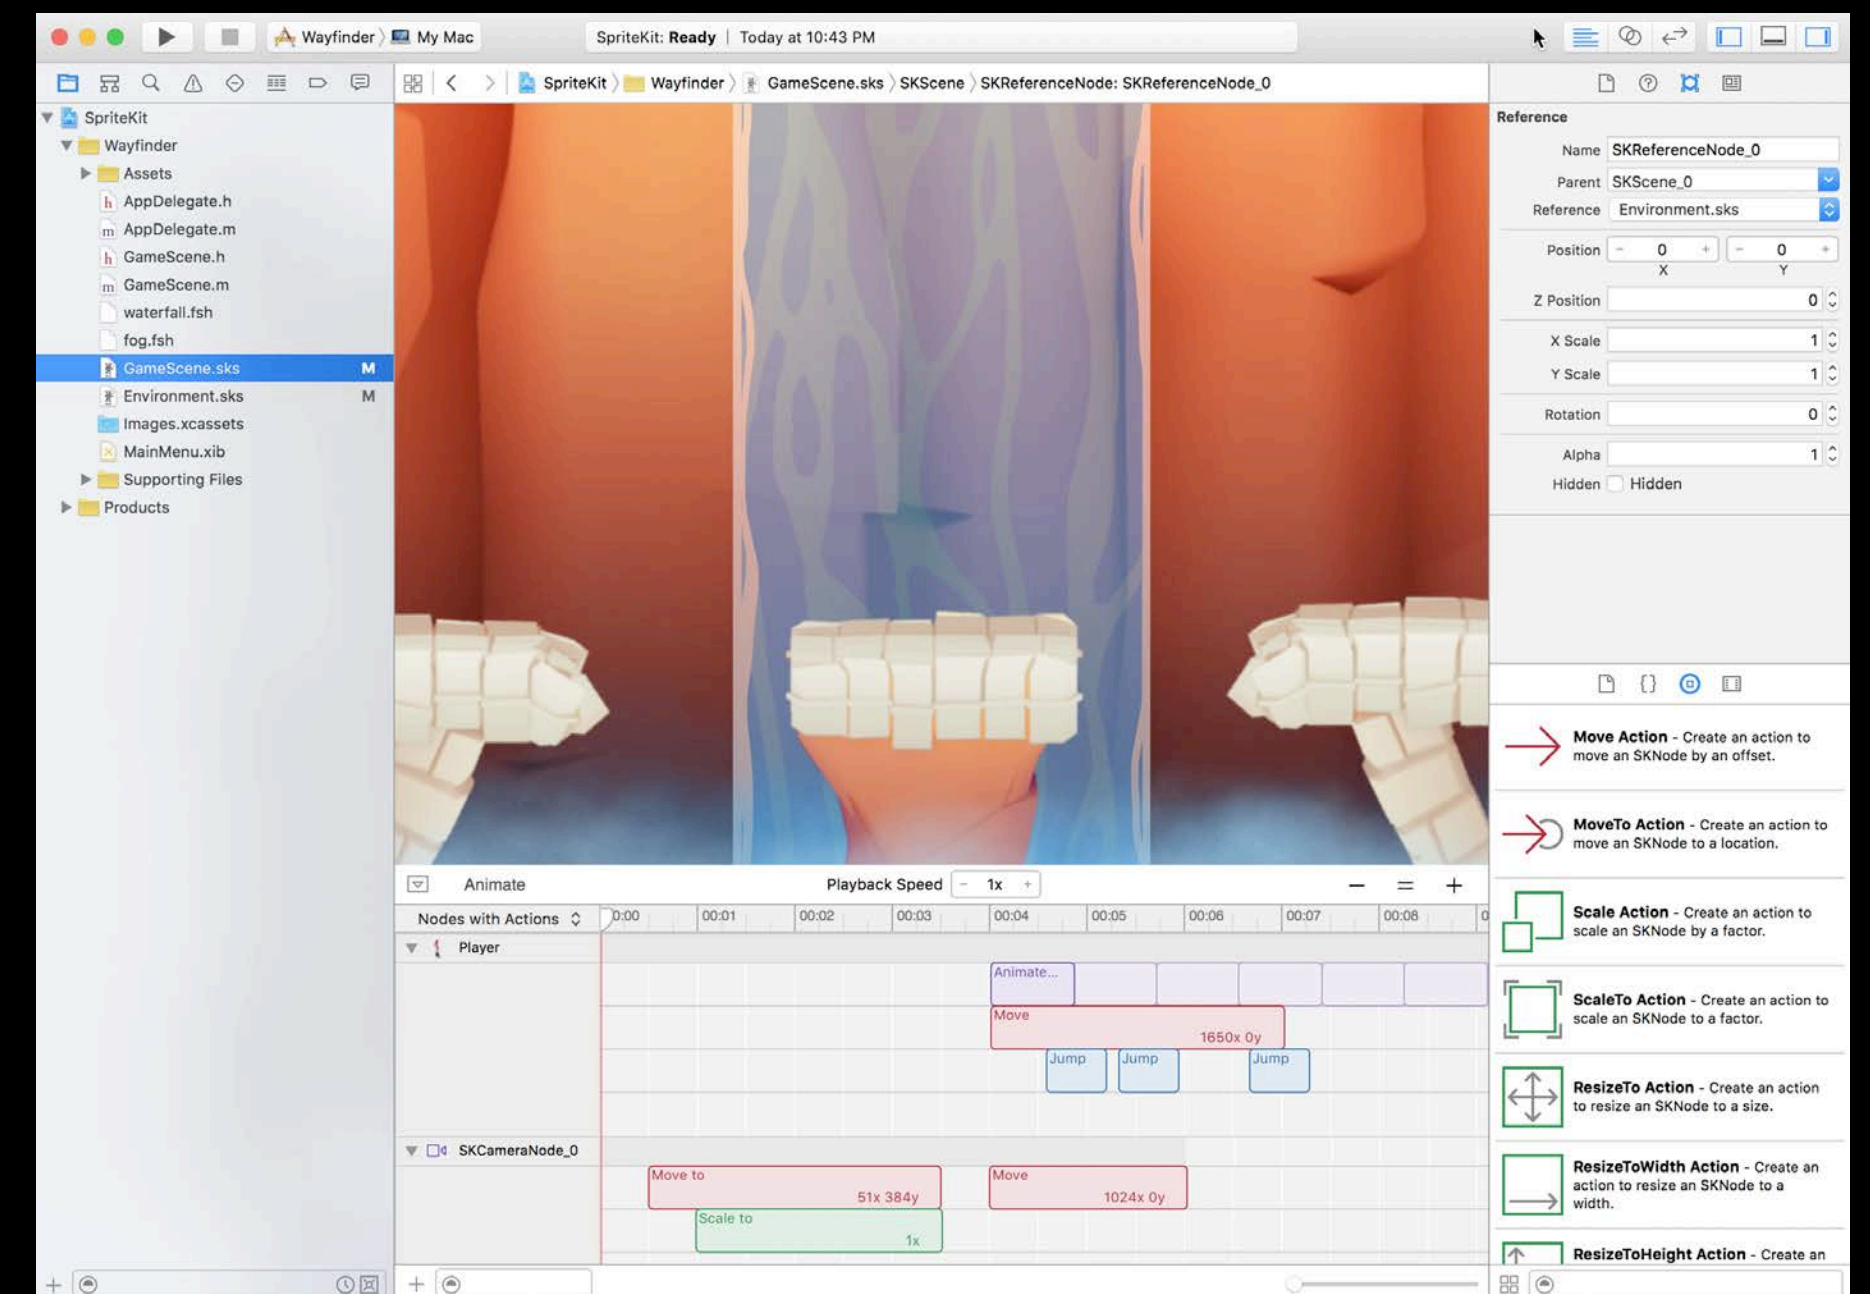 Wayfinder
My Mac
SpriteKit: Ready | Today at 10:43 PM
SpriteKit
Wayfinder
GameScene.sks
SKScene
SKReferenceNode: SKReferenceNode_0
SpriteKit
Wayfinder
Assets
AppDelegate.h
AppDelegate.m
GameScene.h
GameScene.m
waterfall.fsh
fog.fsh
GameScene.sks M
Environment.sks M
Images.xcassets
MainMenu.xib
Supporting Files
Products
Animate
Playback Speed - 1x +
Nodes with Actions
0:00 00:01 00:02 00:03 00:04 00:05 00:06 00:07 00:08 0
Player
Animate...
Move
1650x 0y
Jump Jump Jump
SKCameraNode_0
Move to
51x 384y
Move
1024x 0y
Scale to
1x
Reference
Name SKReferenceNode_0
Parent SKScene_0
Reference Environment.sks
Position - 0 + - 0 +
X Y
Z Position 0
X Scale 1
Y Scale 1
Rotation 0
Alpha 1
Hidden Hidden
Move Action - Create an action to
move an SKNode by an offset.
MoveTo Action - Create an action to
move an SKNode to a location.
Scale Action - Create an action to
scale an SKNode by a factor.
ScaleTo Action - Create an action to
scale an SKNode to a factor.
ResizeTo Action - Create an action
to resize an SKNode to a size.
ResizeToWidth Action - Create an
action to resize an SKNode to a
width.
ResizeToHeight Action - Create an